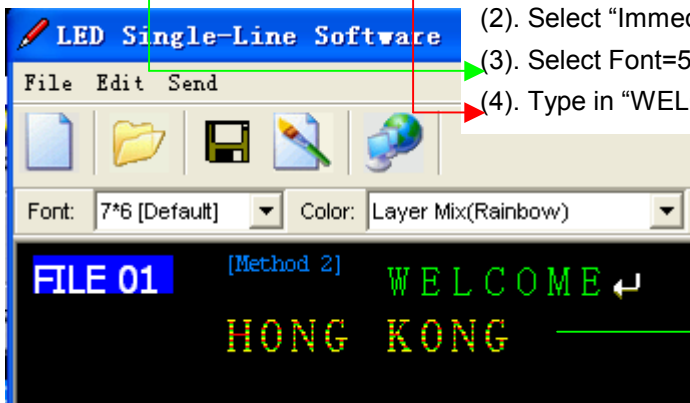 (2). Select “Immed
LED Single-Line Software
(3). Select Font=5
File Edit Send
(4). Type in “WEL
Font: 7*6 [Default] Color: Layer Mix(Rainbow)
FILE 01 [Method 2] WELCOME↵
HONG KONG